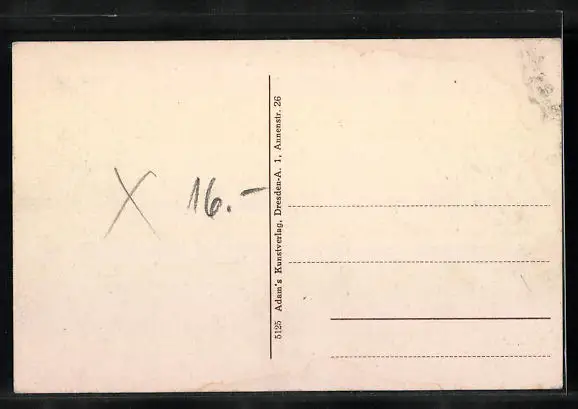 X 16.-
5125 Adam's Kunstverlag, Dresden-A. 1, Annenstr. 26